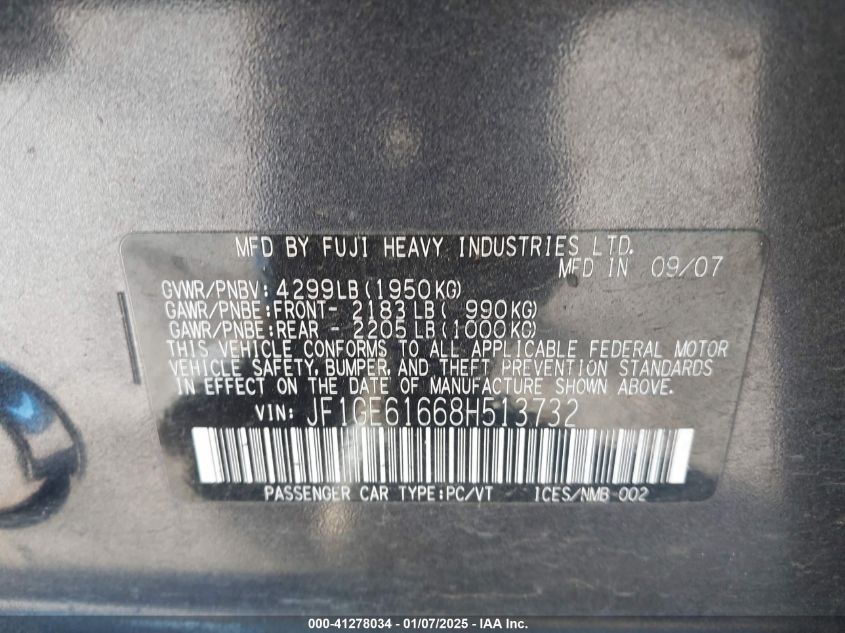 MFD BY FUJI HEAVY INDUSTRIES LTD.
MFD IN 09/07
GVWR/PNBV: 4299LB(1950KG)
GAWR/PNBE:FRONT- 2183LB( 990KG)
GAWR/PNBE:REAR - 2205LB(1000KG)
THIS VEHICLE CONFORMS TO ALL APPLICABLE FEDERAL MOTOR
VEHICLE SAFETY, BUMPER, AND THEFT PREVENTION STANDARDS
IN EFFECT ON THE DATE OF MANUFACTURE SHOWN ABOVE.
VIN: JF1GE61668H513732
PASSENGER CAR TYPE:PC/VT ICES/NMB-002
000-41278034 - 01/07/2025 - IAA Inc.